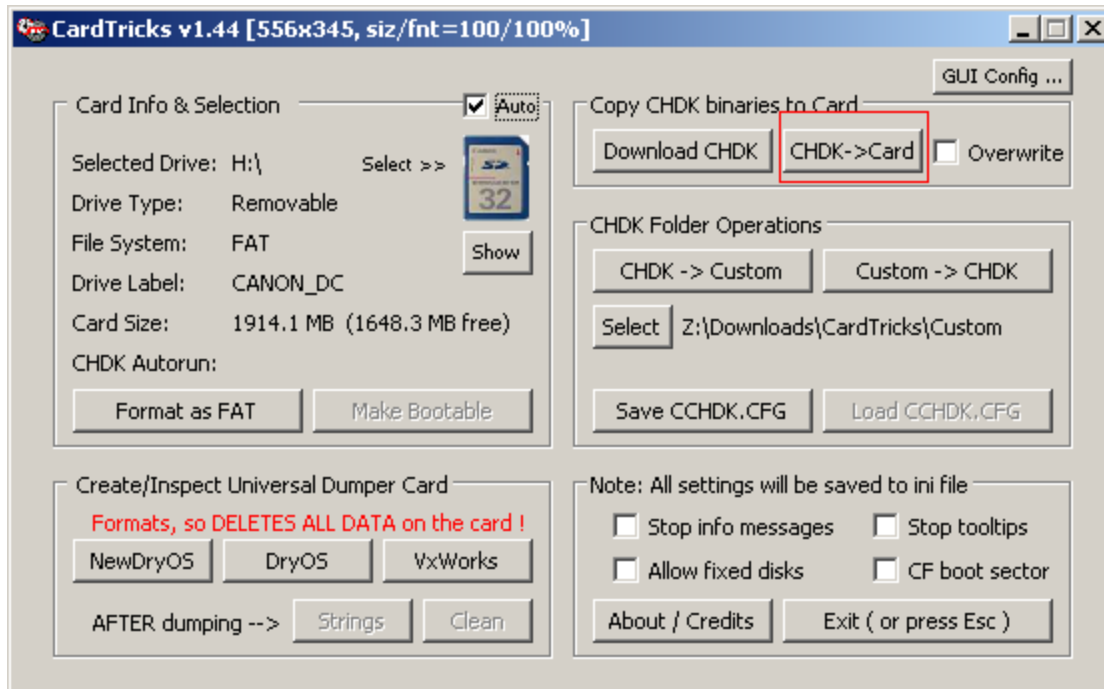 CardTricks v1.44 [556x345, siz/fnt=100/100%]
GUI Config ...
Card Info & Selection
Auto
Selected Drive: H:\ Select >>
32
Drive Type: Removable
File System: FAT
Show
Drive Label: CANON_DC
Card Size: 1914.1 MB (1648.3 MB free)
CHDK Autorun:
Format as FAT Make Bootable
Copy CHDK binaries to Card
Download CHDK CHDK->Card Overwrite
CHDK Folder Operations
CHDK -> Custom Custom -> CHDK
Select Z:\Downloads\CardTricks\Custom
Save CCHDK.CFG Load CCHDK.CFG
Create/Inspect Universal Dumper Card
Formats, so DELETES ALL DATA on the card !
NewDryOS DryOS VxWorks
AFTER dumping --> Strings Clean
Note: All settings will be saved to ini file
Stop info messages Stop tooltips
Allow fixed disks CF boot sector
About / Credits Exit ( or press Esc )